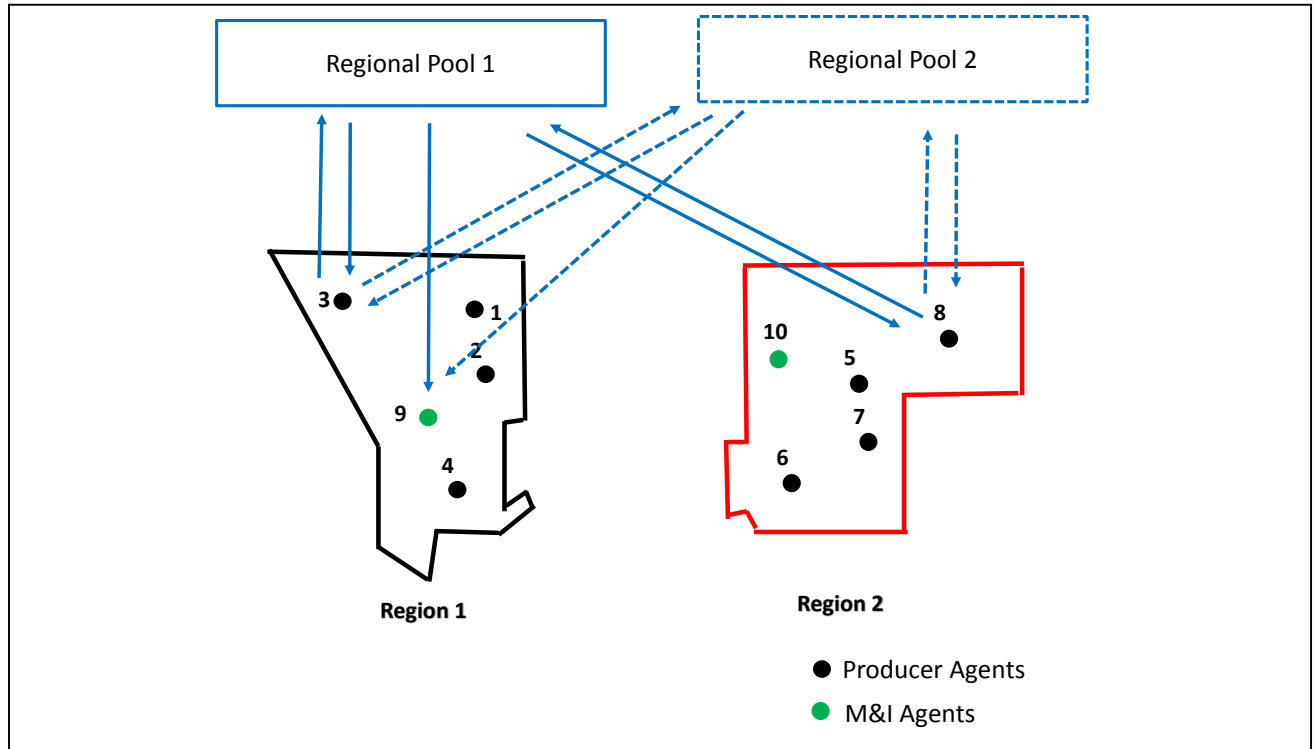 Regional Pool 1
Regional Pool 2
3
1
2
9
4
10
8
5
7
6
Region 1
Region 2
Producer Agents
M&I Agents